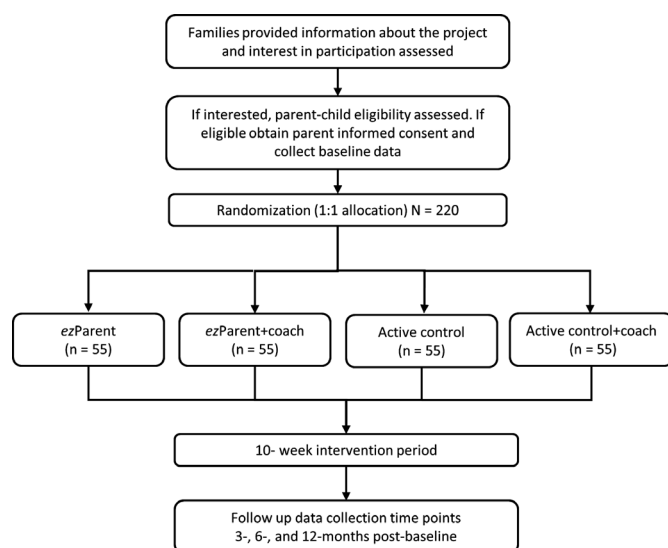 Families provided information about the project
and interest in participation assessed
If interested, parent-child eligibility assessed. If
eligible obtain parent informed consent and
collect baseline data
Randomization (1:1 allocation) N = 220
ezParent
(n = 55)
ezParent+coach
(n = 55)
Active control
(n = 55)
Active control+coach
(n = 55)
10- week intervention period
Follow up data collection time points
3-, 6-, and 12-months post-baseline